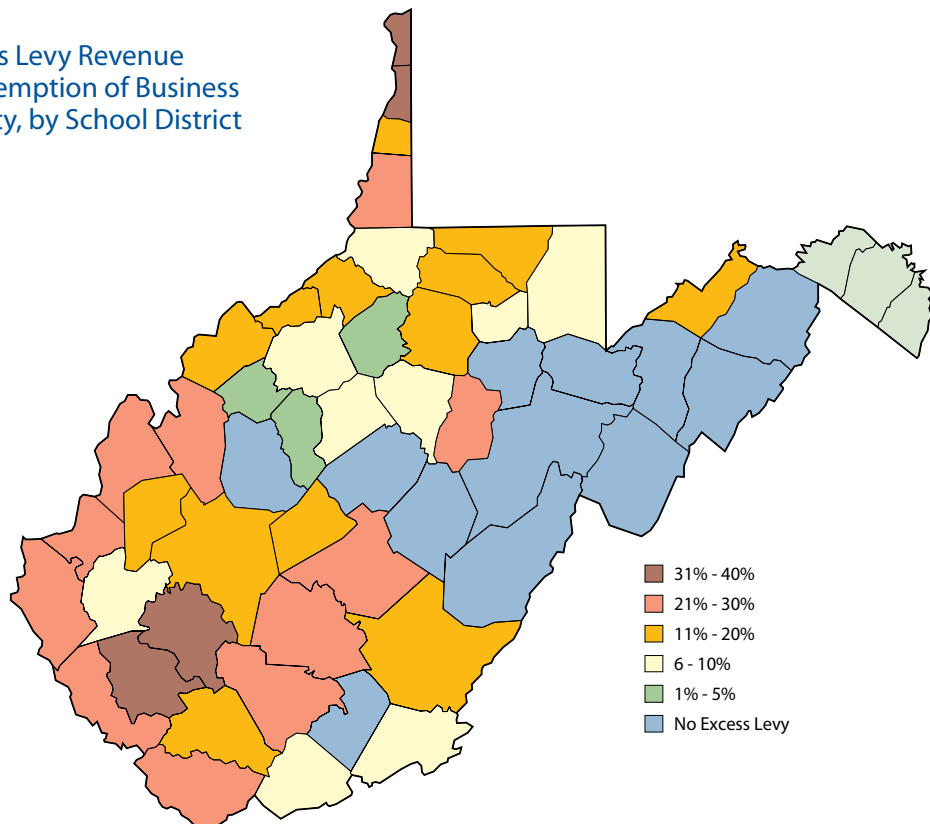 s Levy Revenue
emption of Business
ty, by School District
31% - 40%
21% - 30%
11% - 20%
6 - 10%
1% - 5%
No Excess Levy